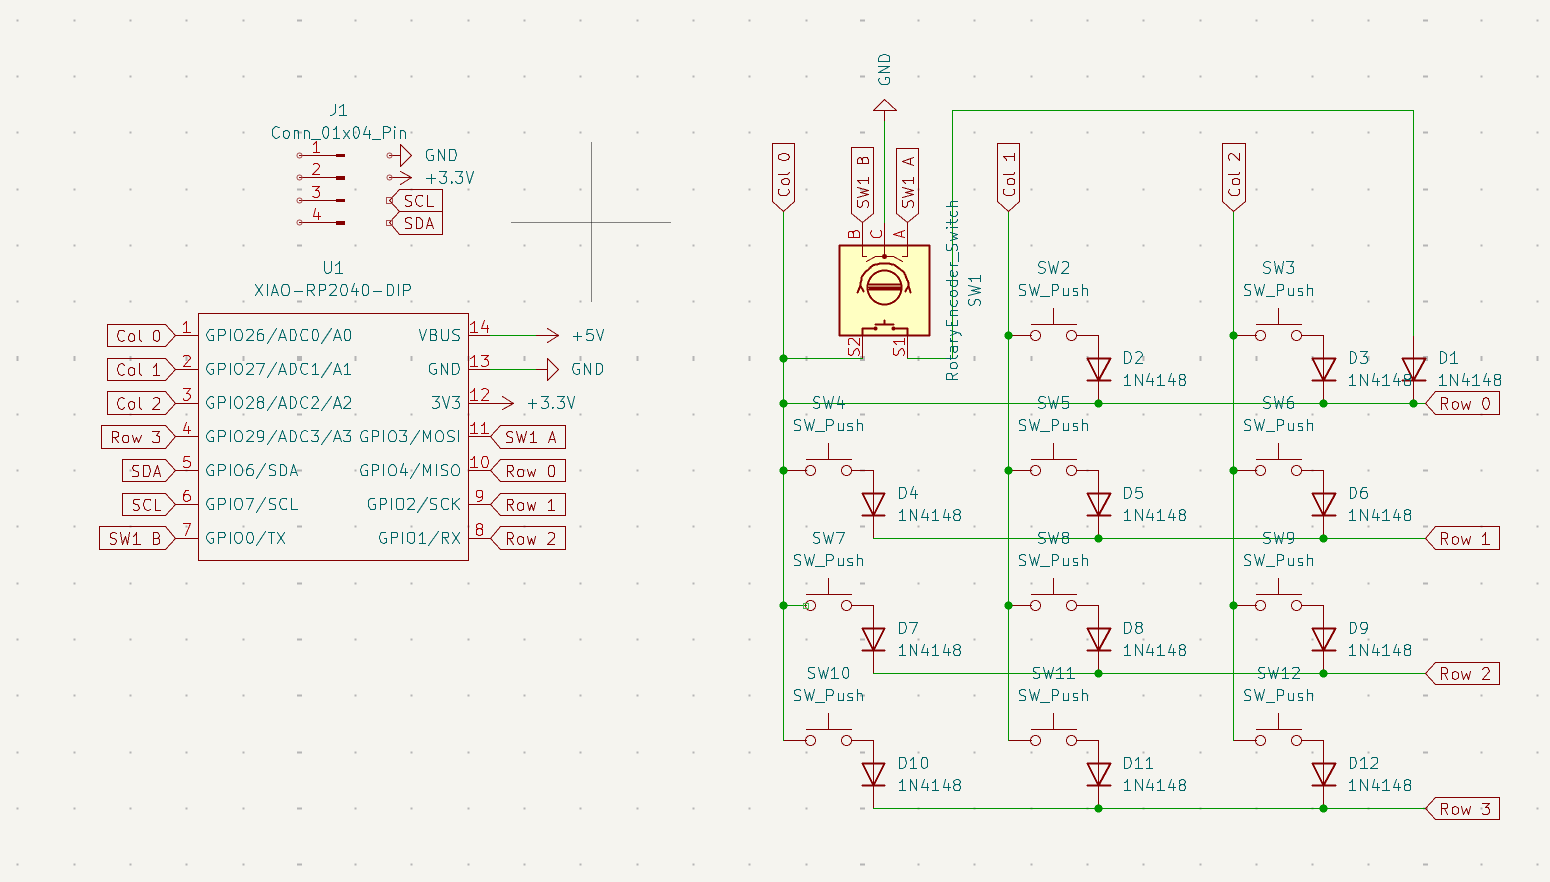 J1
Conn_01x04_Pin
1
GND
2
+3.3V
3
SCL
4
SDA
U1
XIAO-RP2040-DIP
Col 0
1
GPIO26/ADC0/A0
VBUS
14
+5V
Col 1
2
GPIO27/ADC1/A1
GND
13
GND
Col 2
3
GPIO28/ADC2/A2
3V3
12
+3.3V
Row 3
4
GPIO29/ADC3/A3
GPIO3/MOSI
11
SW1 A
SDA
5
GPIO6/SDA
GPIO4/MISO
10
Row 0
SCL
6
GPIO7/SCL
GPIO2/SCK
9
Row 1
SW1 B
7
GPIO0/TX
GPIO1/RX
8
Row 2
GND
Col 0
SW1 B
SW1 A
Col 1
Col 2
B
C
A
S2
S1
RotaryEncoder_Switch
SW1
SW2
SW_Push
D2
1N4148
SW3
SW_Push
D3
1N4148
D1
1N4148
Row 0
SW4
SW_Push
D4
1N4148
SW5
SW_Push
D5
1N4148
SW6
SW_Push
D6
1N4148
Row 1
SW7
SW_Push
D7
1N4148
SW8
SW_Push
D8
1N4148
SW9
SW_Push
D9
1N4148
Row 2
SW10
SW_Push
D10
1N4148
SW11
SW_Push
D11
1N4148
SW12
SW_Push
D12
1N4148
Row 3